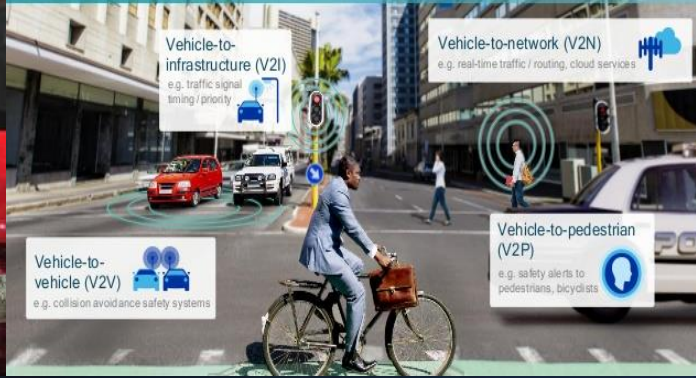 Vehicle-to-
infrastructure (V2I)
e.g. traffic signal
timing / priority
Vehicle-to-network (V2N)
e.g. real-time traffic / routing, cloud services
Vehicle-to-
vehicle (V2V)
e.g. collision avoidance safety systems
Vehicle-to-pedestrian
(V2P)
e.g. safety alerts to
pedestrians, bicyclists